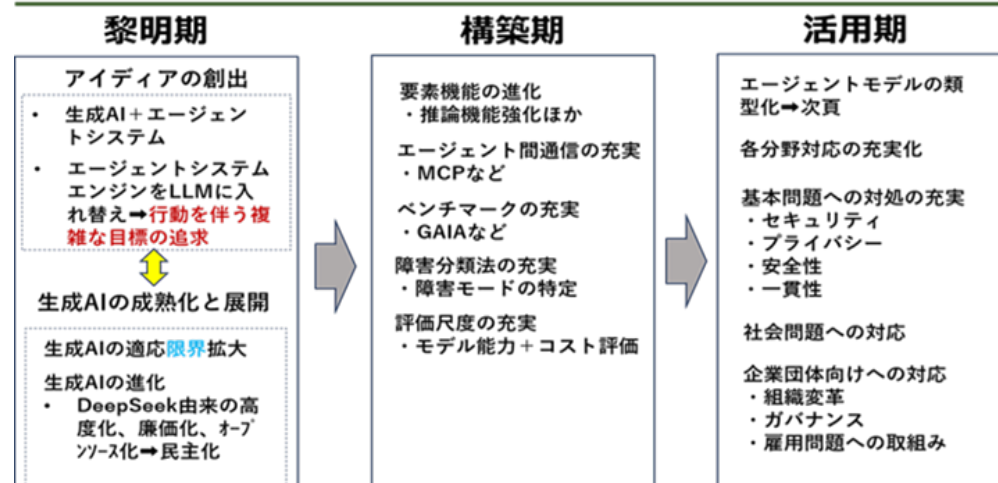 黎明期
アイディアの創出
• 生成AI＋エージェン
トシステム
• エージェントシステム
エンジンをLLMに入
れ替え➡行動を伴う複
雑な目標の追求
生成AIの成熟化と展開
生成AIの適応限界拡大
生成AIの進化
• DeepSeek由来の高
度化、廉価化、ｵｰﾌﾟ
ﾝｿｰｽ化➡民主化
構築期
要素機能の進化
・推論機能強化ほか
エージェント間通信の充実
・MCPなど
ベンチマークの充実
・GAIAなど
障害分類法の充実
・障害モードの特定
評価尺度の充実
・モデル能力＋コスト評価
活用期
エージェントモデルの類
型化➡次頁
各分野対応の充実化
基本問題への対処の充実
・セキュリティ
・プライバシー
・安全性
・一貫性
社会問題への対応
企業団体向けへの対応
・組織変革
・ガバナンス
・雇用問題への取組み